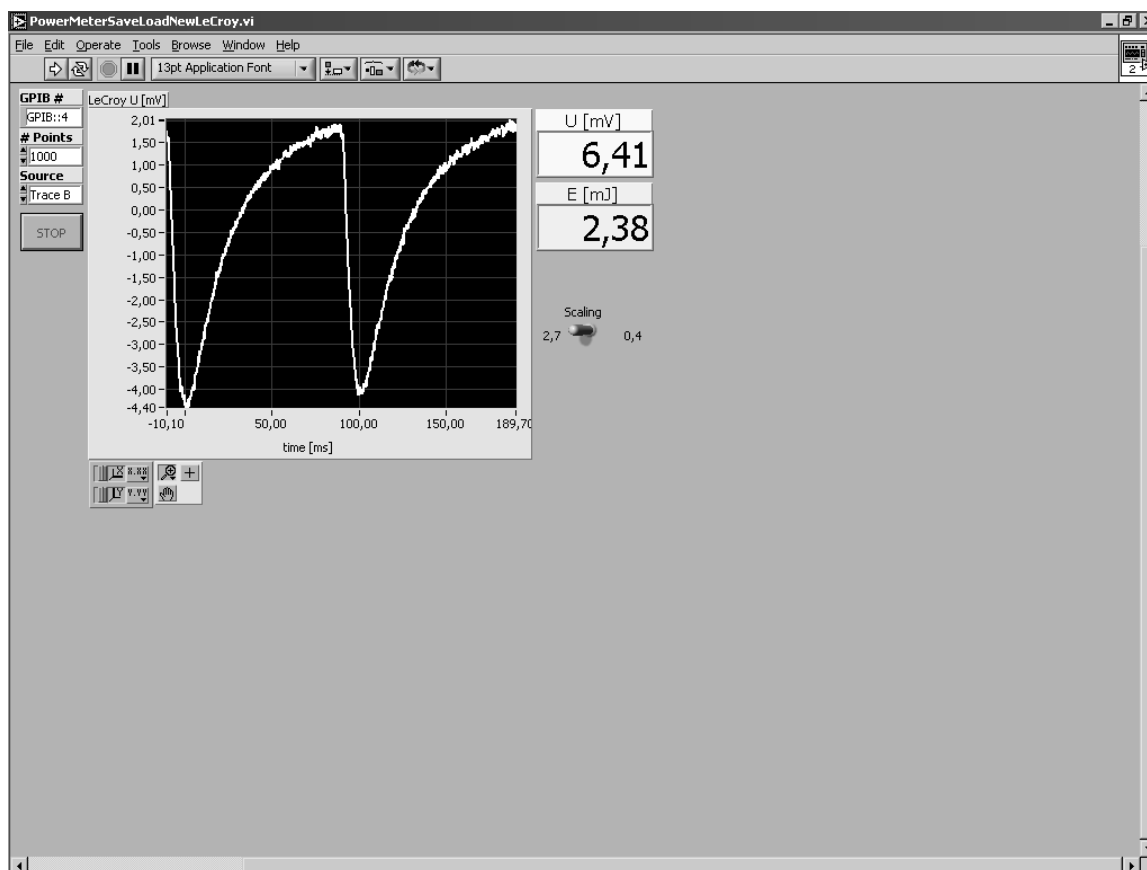 PowerMeterSaveLoadNewLeCroy.vi
File Edit Operate Tools Browse Window Help
13pt Application Font
2
GPIB #
GPIB::4
# Points
1000
Source
Trace B
STOP
LeCroy U [mV]
2,01
1,50
1,00
0,50
0,00
-0,50
-1,00
-1,50
-2,00
-2,50
-3,00
-3,50
-4,00
-4,40
-10,10 50,00 100,00 150,00 189,70
time [ms]
U [mV]
6,41
E [mJ]
2,38
Scaling
2,7 0,4
X
Y